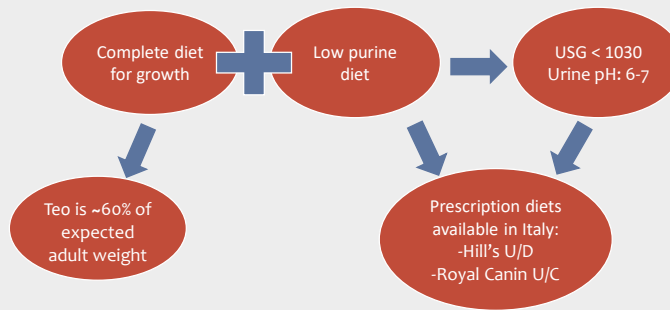 Complete diet
for growth
Low purine
diet
USG < 1030
Urine pH: 6-7
Teo is ~60% of
expected
adult weight
Prescription diets
available in Italy:
-Hill's U/D
-Royal Canin U/C